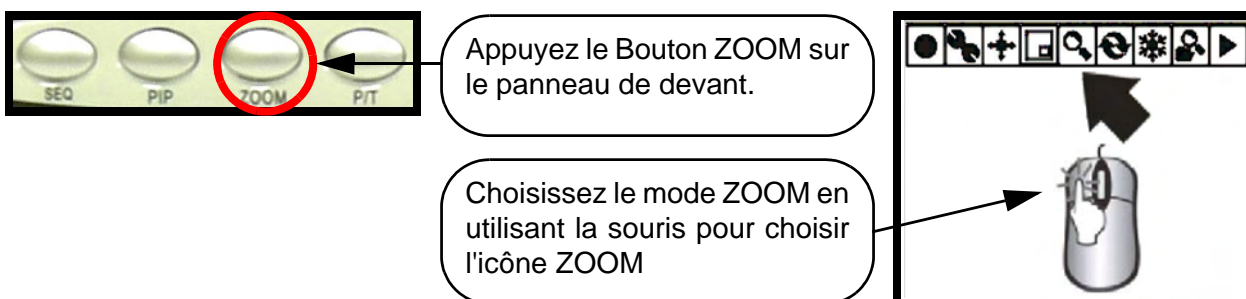 SEQ PIP ZOOM P/T
Appuyez le Bouton ZOOM sur
le panneau de devant.
Choisissez le mode ZOOM en
utilisant la souris pour choisir
l'icône ZOOM